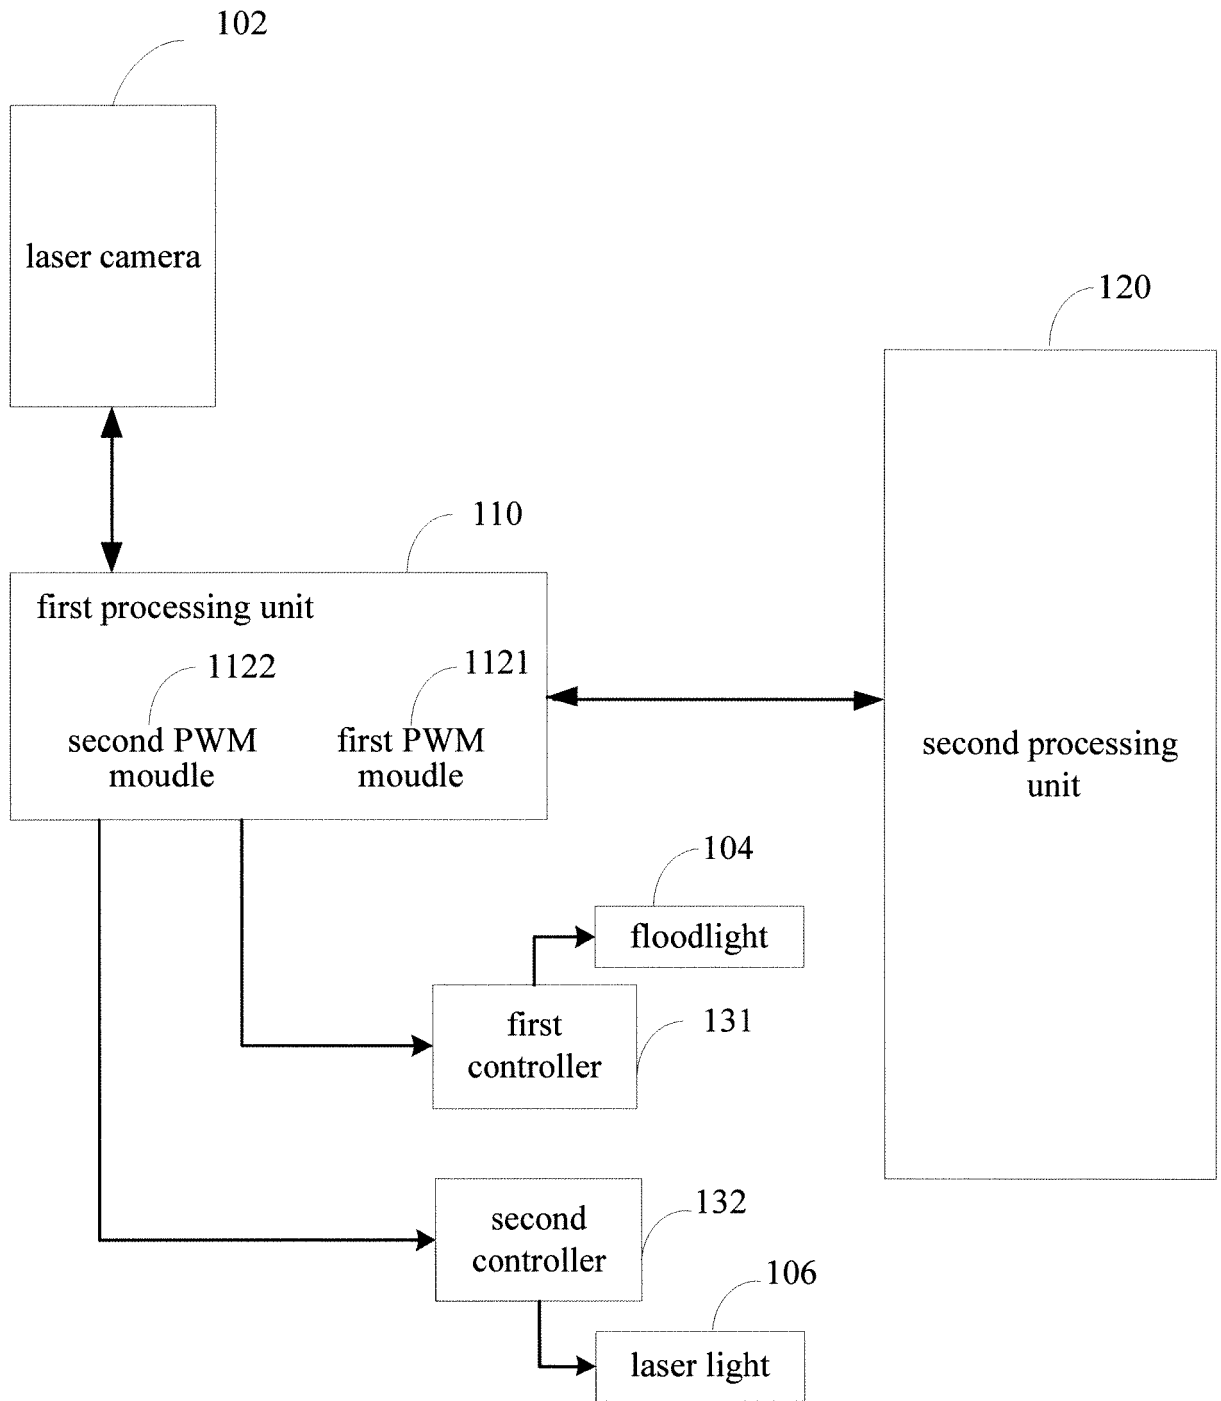 102
laser camera
120
110
first processing unit
1122
1121
second PWM
moudle
first PWM
moudle
second processing
unit
104
floodlight
first
controller
131
second
controller
132
106
laser light